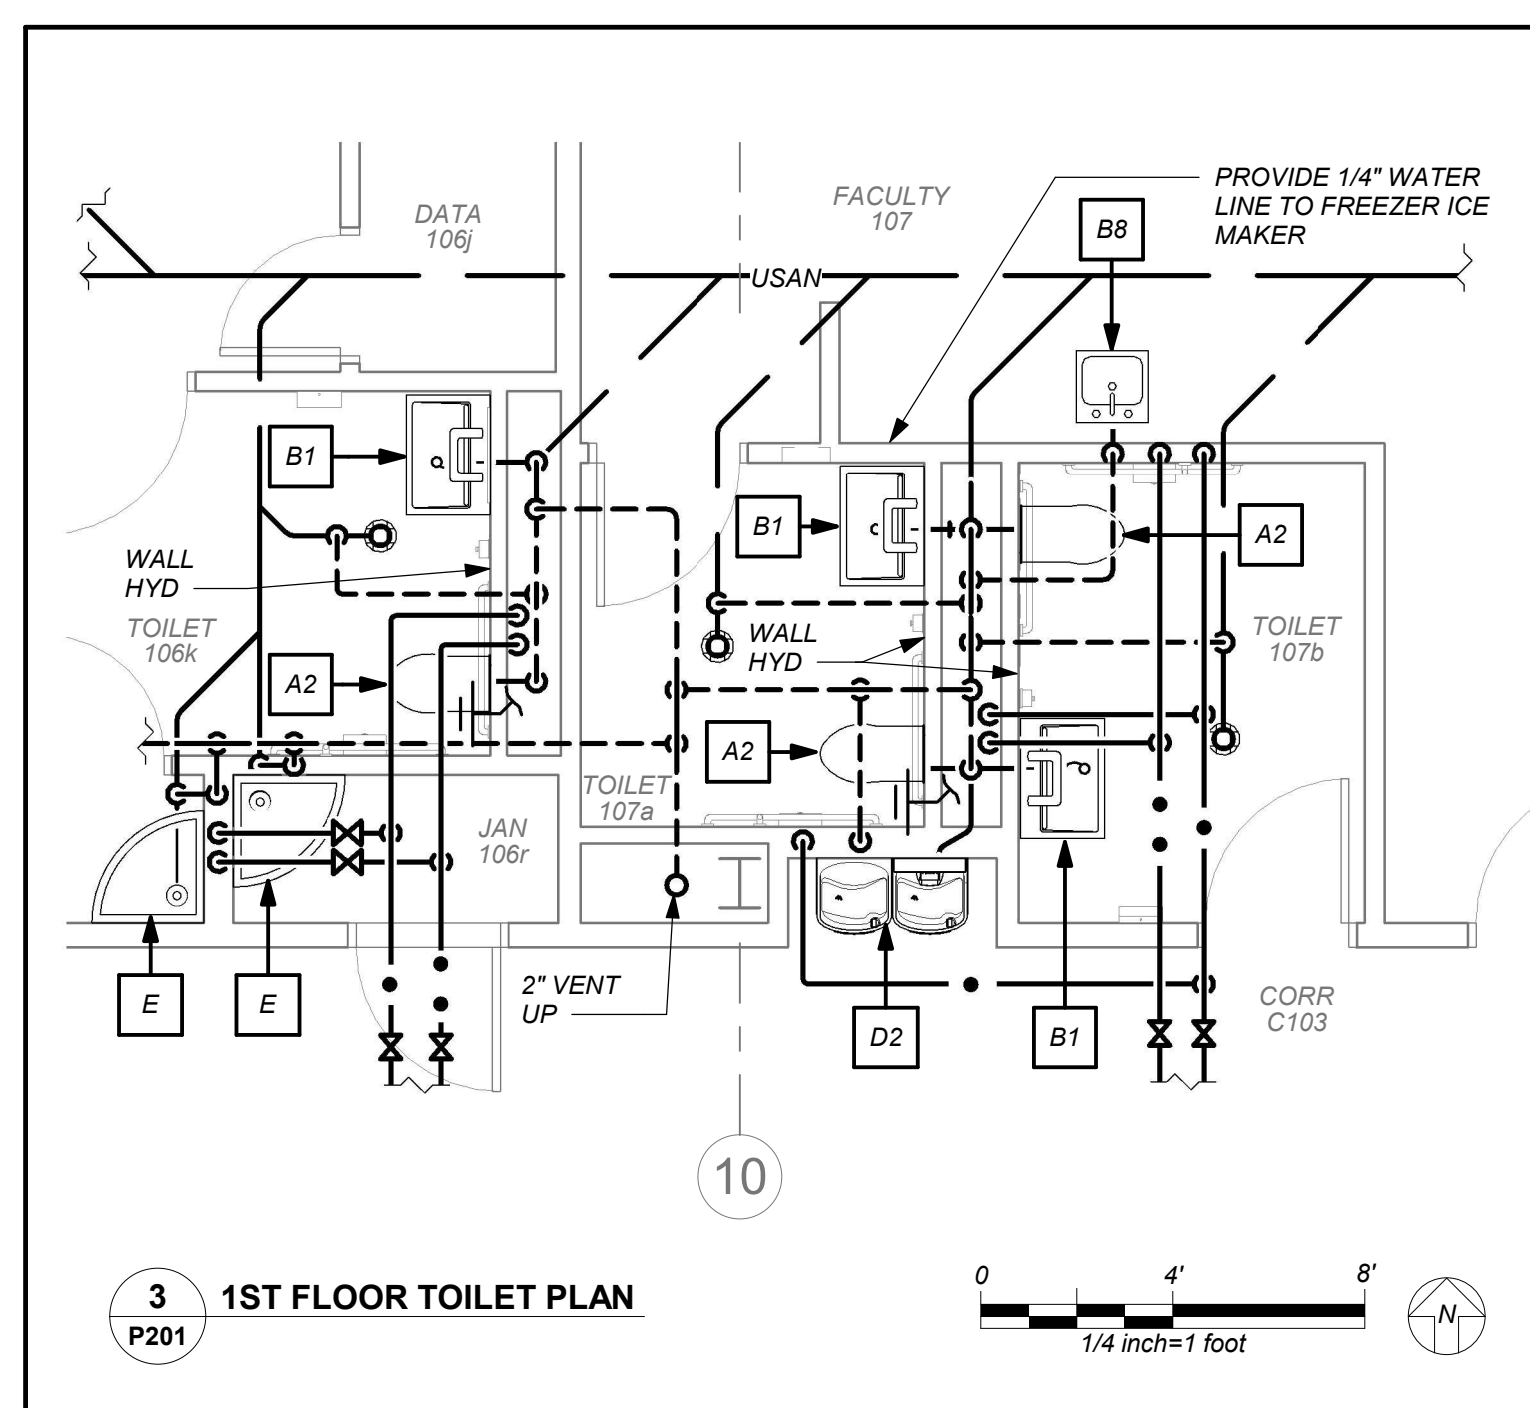 DATA
106j
FACULTY
107
PROVIDE 1/4" WATER
LINE TO FREEZER ICE
MAKER
B8
USAN
B1
B1
A2
WALL
HYD
TOILET
106k
WALL
HYD
TOILET
107b
A2
A2
TOILET
107a
JAN
106r
E
E
2" VENT
UP
D2
B1
CORR
C103
10
3
P201
1ST FLOOR TOILET PLAN
0
4'
8'
1/4 inch=1 foot
N